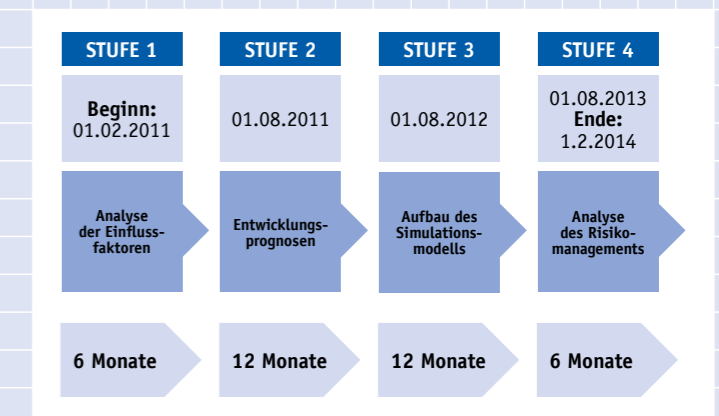 STUFE 1
STUFE 2
STUFE 3
STUFE 4
Beginn:
01.02.2011
01.08.2011
01.08.2012
01.08.2013
Ende:
1.2.2014
Analyse
der Einfluss-
faktoren
Entwicklungs-
prognosen
Aufbau des
Simulations-
modells
Analyse
des Risiko-
managements
6 Monate
12 Monate
12 Monate
6 Monate